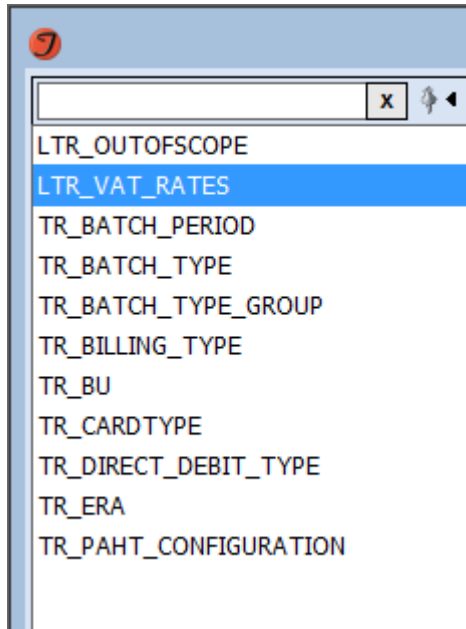 x
LTR_OUTOFSCOPE
LTR_VAT_RATES
TR_BATCH_PERIOD
TR_BATCH_TYPE
TR_BATCH_TYPE_GROUP
TR_BILLING_TYPE
TR_BU
TR_CARDTYPE
TR_DIRECT_DEBIT_TYPE
TR_ERA
TR_PAHT_CONFIGURATION